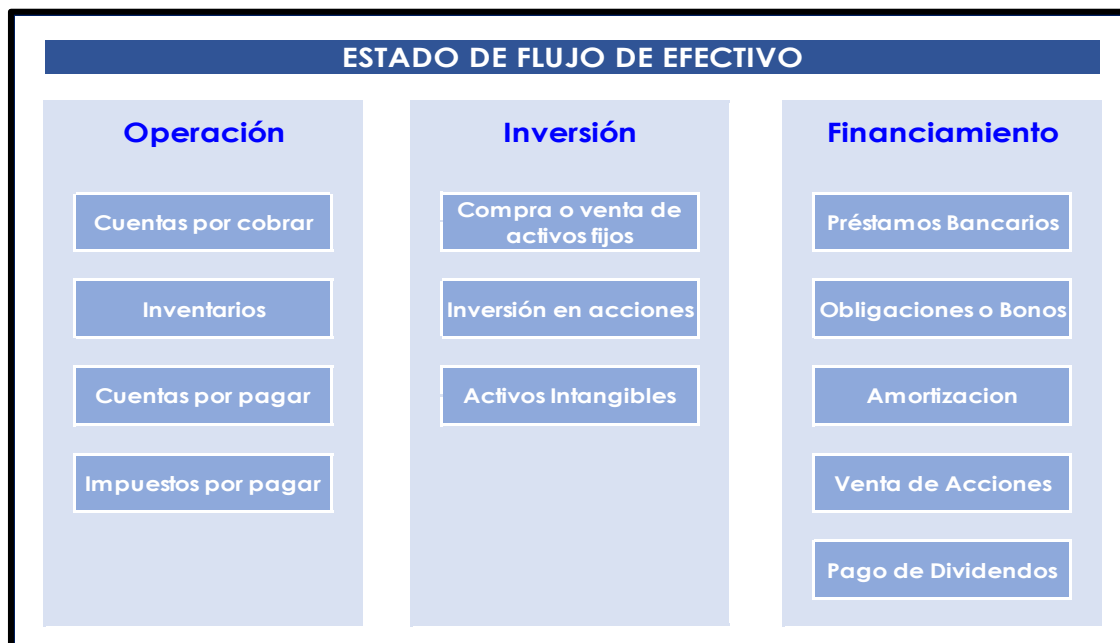 ESTADO DE FLUJO DE EFECTIVO
Operación
Cuentas por cobrar
Inventarios
Cuentas por pagar
Impuestos por pagar
Inversión
Compra o venta de
activos fijos
Inversión en acciones
Activos Intangibles
Financiamiento
Préstamos Bancarios
Obligaciones o Bonos
Amortizacion
Venta de Acciones
Pago de Dividendos